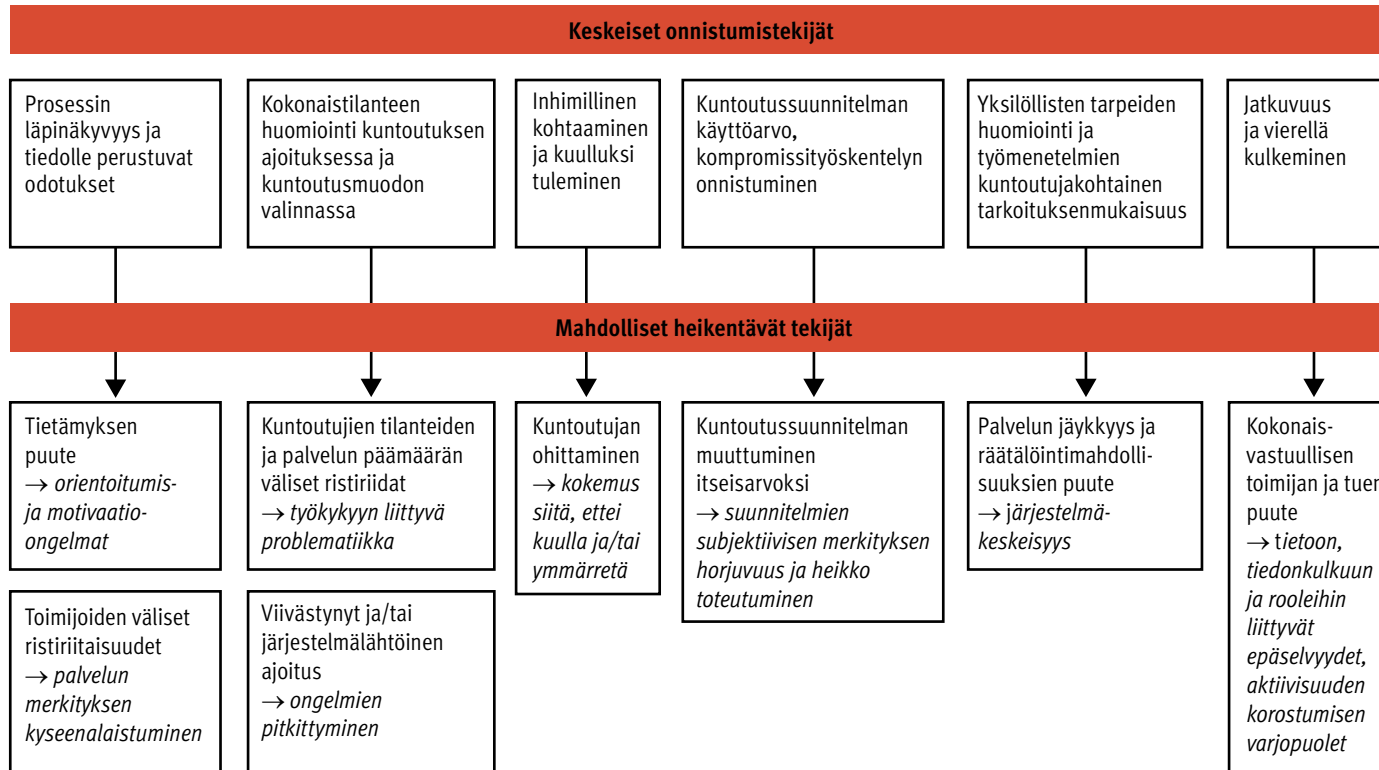 Keskeiset onnistumistekijät
Prosessin
läpinäkyvyys ja
tiedolle perustuvat
odotukset
Kokonaistilanteen
huomiointi kuntoutuksen
ajoituksessa ja
kuntoutusmuodon
valinnassa
Inhimillinen
kohtaaminen
ja kuulluksi
tuleminen
Kuntoutussuunnitelman
käyttöarvo,
kompromissityöskentelyn
onnistuminen
Yksilöllisten tarpeiden
huomiointi ja
työmenetelmien
kuntoutujakohtainen
tarkoituksenmukaisuus
Jatkuvuus
ja vierellä
kulkeminen
Mahdolliset heikentävät tekijät
Tietämyksen
puute
→ orientoitumis-
ja motivaatio-
ongelmat
Kuntoutujien tilanteiden
ja palvelun päämäärän
väliset ristiriidat
→ työkykyyn liittyvä
problematiikka
Kuntoutujan
ohittaminen
→ kokemus
siitä, ettei
kuulla ja/tai
ymmärretä
Kuntoutussuunnitelman
muuttuminen
itseisarvoksi
→ suunnitelmien
subjektiivisen merkityksen
horjuvuus ja heikko
toteutuminen
Palvelun jäykkyys ja
räätälöintimahdolli-
suuksien puute
→ järjestelmä-
keskeisyys
Kokonais-
vastuullisen
toimijan ja tuen
puute
→ tietoon,
tiedonkulkuun
ja rooleihin
liittyvät
epäselvyydet,
aktiivisuuden
korostumisen
varjopuolet
Toimijoiden väliset
ristiriitaisuudet
→ palvelun
merkityksen
kyseenalaistuminen
Viivästynyt ja/tai
järjestelmälähtöinen
ajoitus
→ ongelmien
pitkittyminen